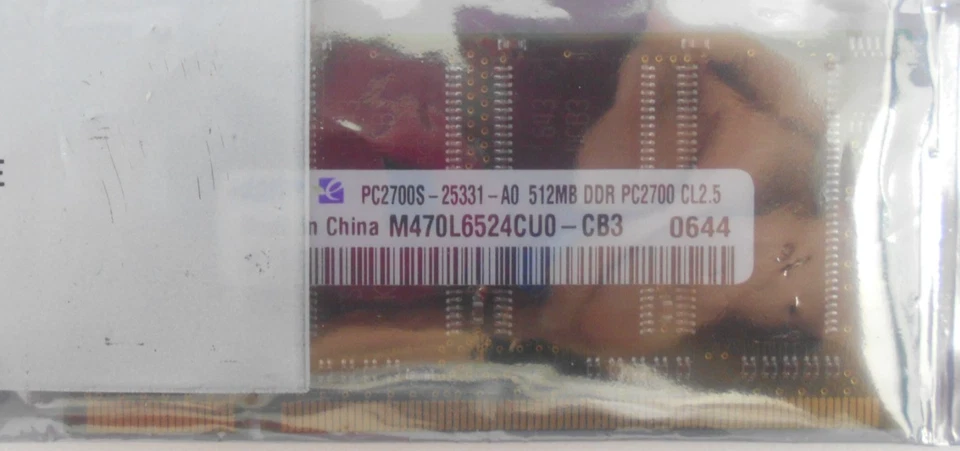 PC2700S-25331-A0 512MB DDR PC2700 CL2.5
n China M470L6524CU0-CB3 0644